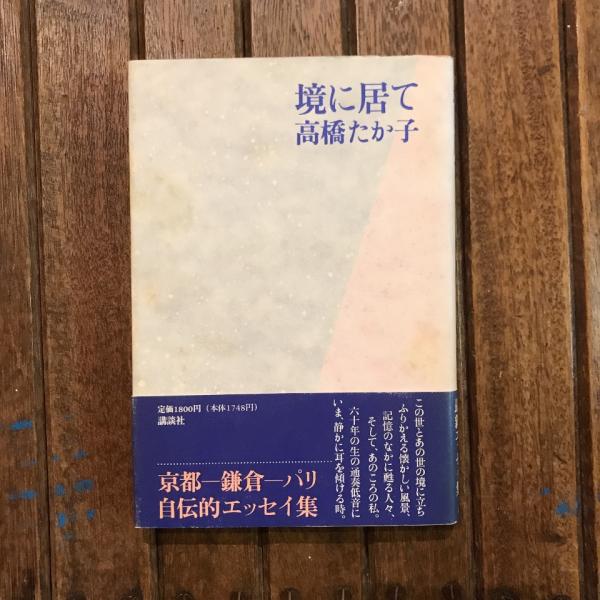 境に居て
高橋たか子
定価1800円(本体1748円)
講談社
京都―鎌倉―パリ
自伝的エッセイ集
この世とあの世の境に立ち
ふりかえる懐かしい風景、
記憶のなかに甦る人々、
そして、あのころの私。
六十年の生の通奏低音に
いま、静かに耳を傾ける時。